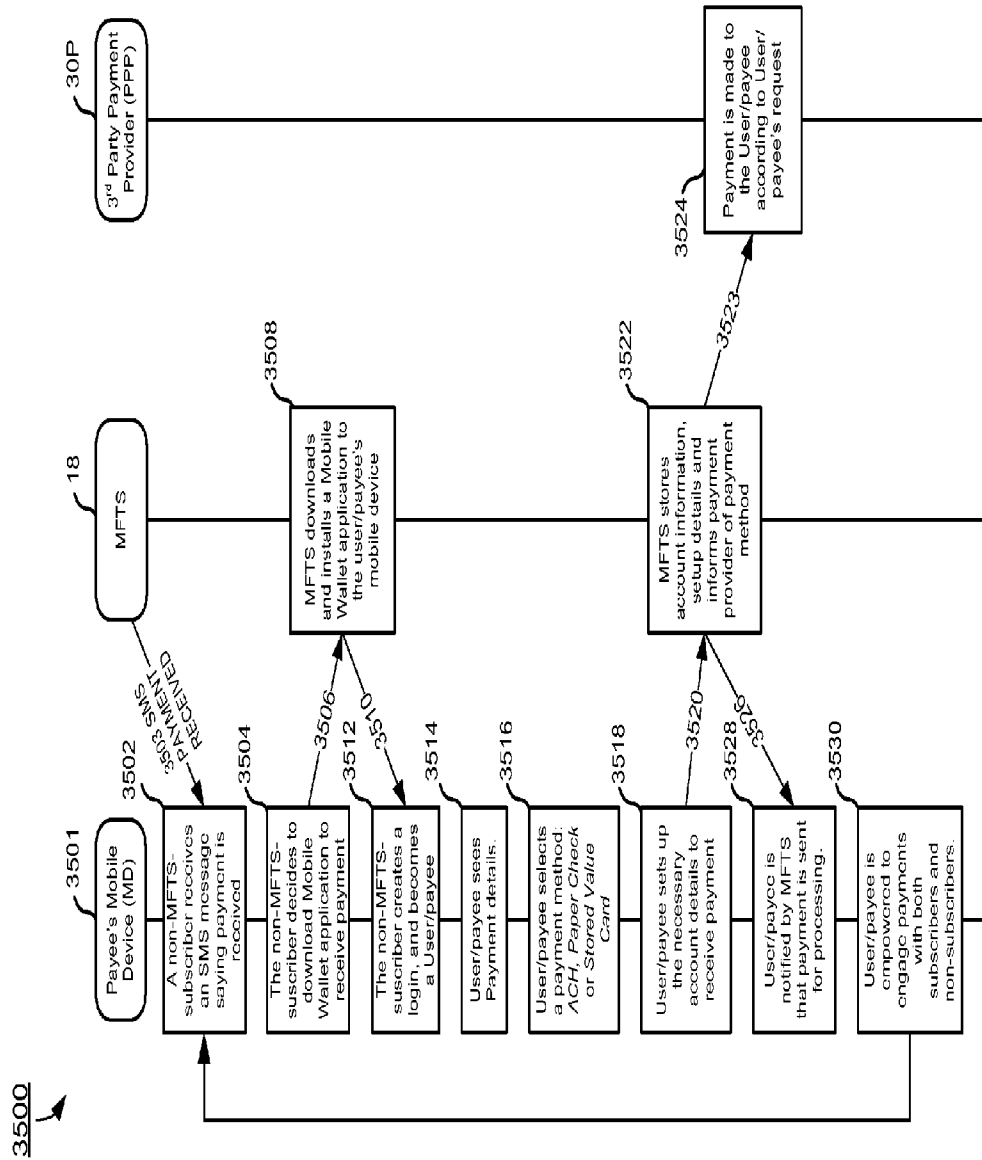 3500
3501
Payee's Mobile
Device (MD)
18
MFTS
30P
3rd Party Payment
Provider (PPP)
3503 SMS
PAYMENT
RECEIVED
3502
A non-MFTS-
subscriber receives
an SMS message
saying payment is
received
3504
The non-MFTS-
suscriber decides to
download Mobile
Wallet application to
receive payment
3506
3508
MFTS downloads
and installs a Mobile
Wallet application to
the user/payee's
mobile device
3510
3512
The non-MFTS-
suscriber creates a
login, and becomes
a User/payee
3514
User/payee sees
Payment details.
3516
User/payee selects
a payment method:
ACH, Paper Check
or Stored Value
Card
3518
User/payee sets up
the necessary
account details to
receive payment
3520
3522
MFTS stores
account information,
setup details and
informs payment
provider of payment
method
3523
3524
Payment is made to
the User/payee
according to User/
payee's request
3526
3528
User/payee is
notified by MFTS
that payment is sent
for processing.
3530
User/payee is
empowered to
engage payments
with both
subscribers and
non-subscribers.